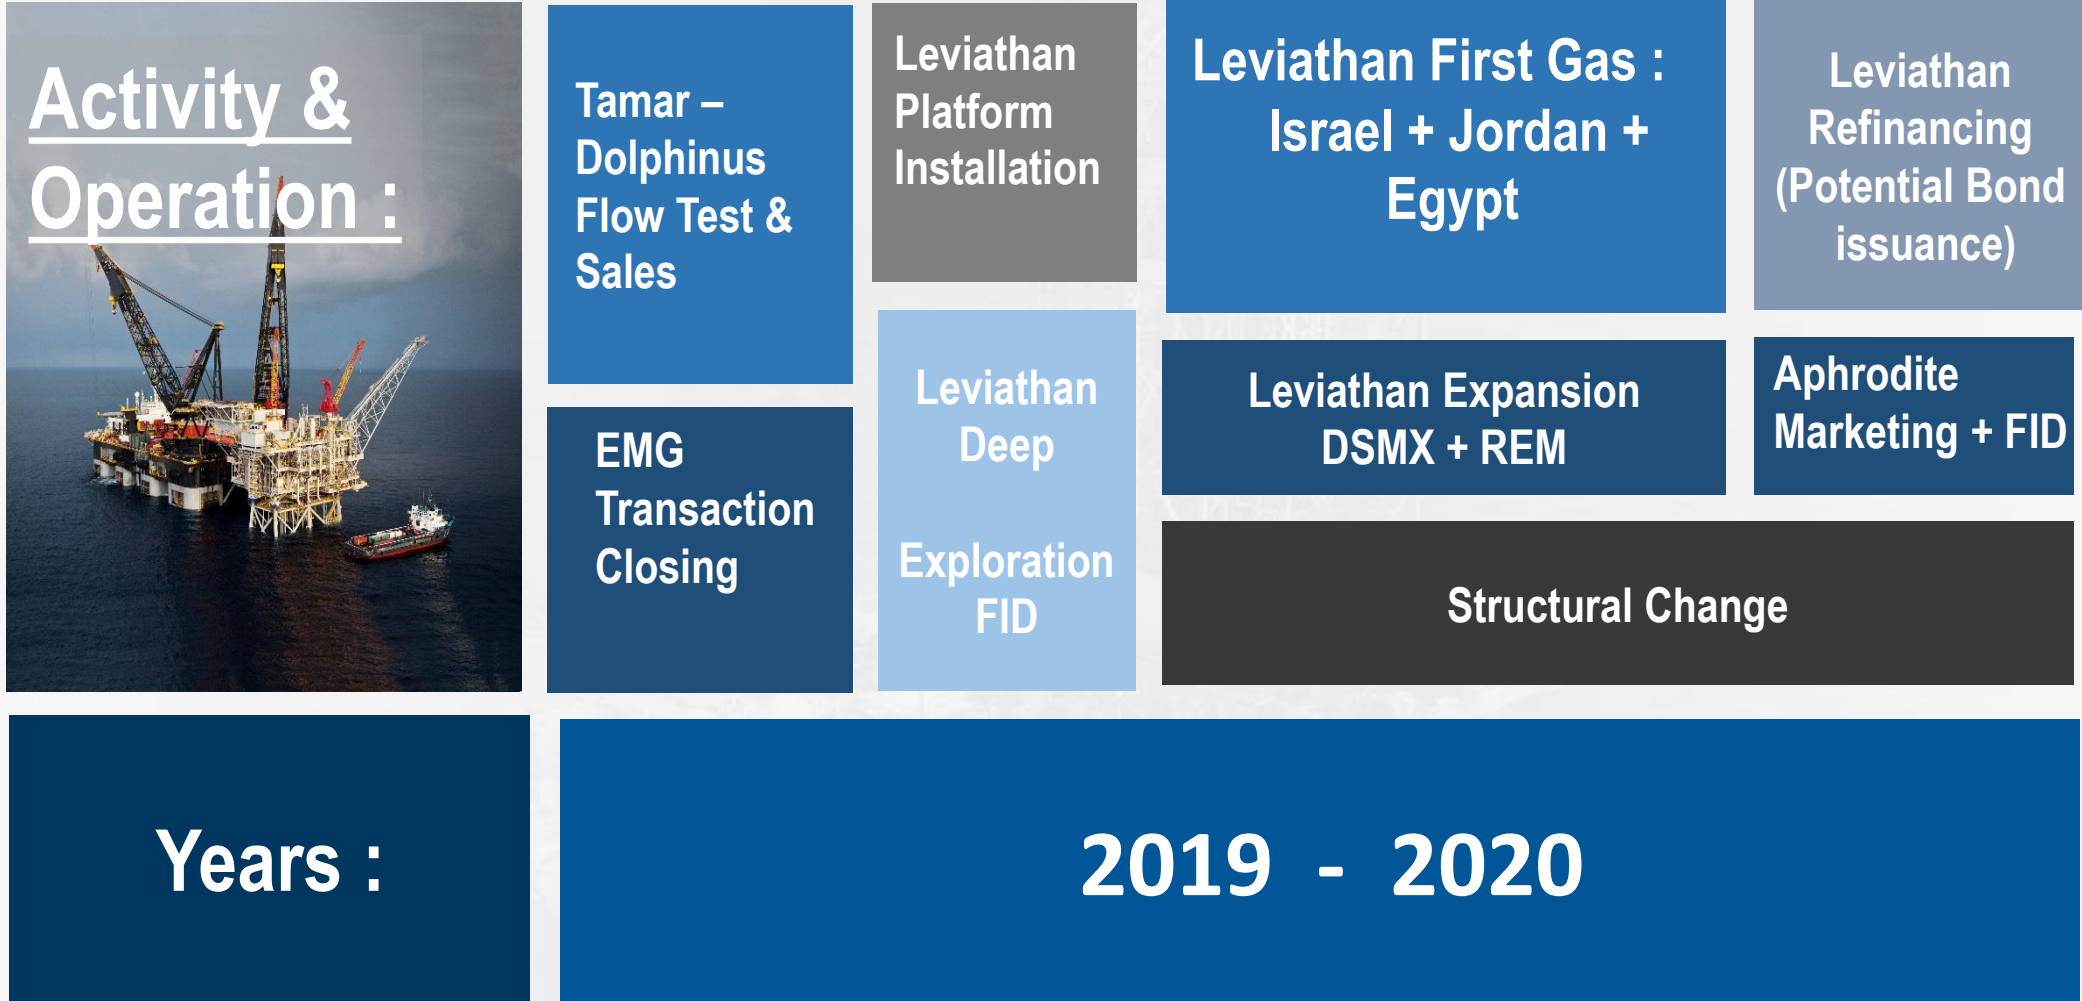 Activity &
Operation :
Tamar –
Dolphinus
Flow Test &
Sales
EMG
Transaction
Closing
Leviathan
Platform
Installation
Leviathan
Deep
Exploration
FID
Leviathan First Gas :
Israel + Jordan +
Egypt
Leviathan
Refinancing
(Potential Bond
issuance)
Leviathan Expansion
DSMX + REM
Aphrodite
Marketing + FID
Structural Change
Years :
2019 - 2020